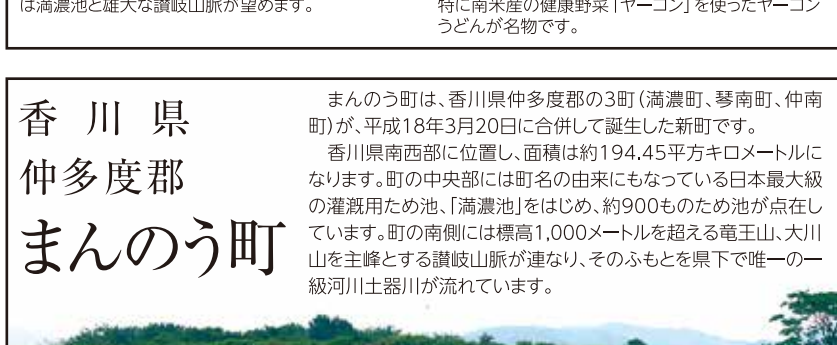 は満濃池と雄大な讃岐山脈が望めます。
特に南米産の健康野菜「ヤーコン」を使ったヤーコン
うどんが名物です。
香川県
仲多度郡
まんのう町
まんのう町は、香川県仲多度郡の3町(満濃町、琴南町、仲南
町)が、平成18年3月20日に合併して誕生した新町です。
香川県南西部に位置し、面積は約194.45平方キロメートルに
なります。町の中央部には町名の由来にもなっている日本最大級
の灌漑用ため池、「満濃池」をはじめ、約900ものため池が点在し
ています。町の南側には標高1,000メートルを超える竜王山、大川
山を主峰とする讃岐山脈が連なり、そのふもとを県下で唯一の一
級河川土器川が流れています。